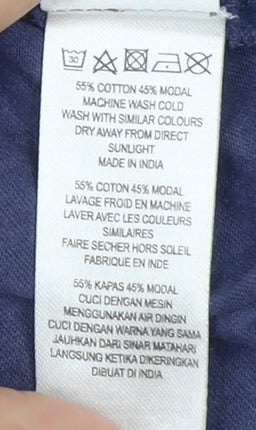 30
55% COTTON 45% MODAL
MACHINE WASH COLD
WASH WITH SIMILAR COLOURS
DRY AWAY FROM DIRECT
SUNLIGHT
MADE IN INDIA
55% COTON 45% MODAL
LAVAGE FROID EN MACHINE
LAVER AVEC LES COULEURS
SIMILAIRES
FAIRE SECHER HORS SOLEIL
FABRIQUE EN INDE
55% KAPAS 45% MODAL
CUCI DENGAN MESIN
MENGGUNAKAN AIR DINGIN
CUCI DENGAN WARNA YANG SAMA
JAUHKAN DARI SINAR MATAHARI
LANGSUNG KETIKA DIKERINGKAN
DIBUAT DI INDIA